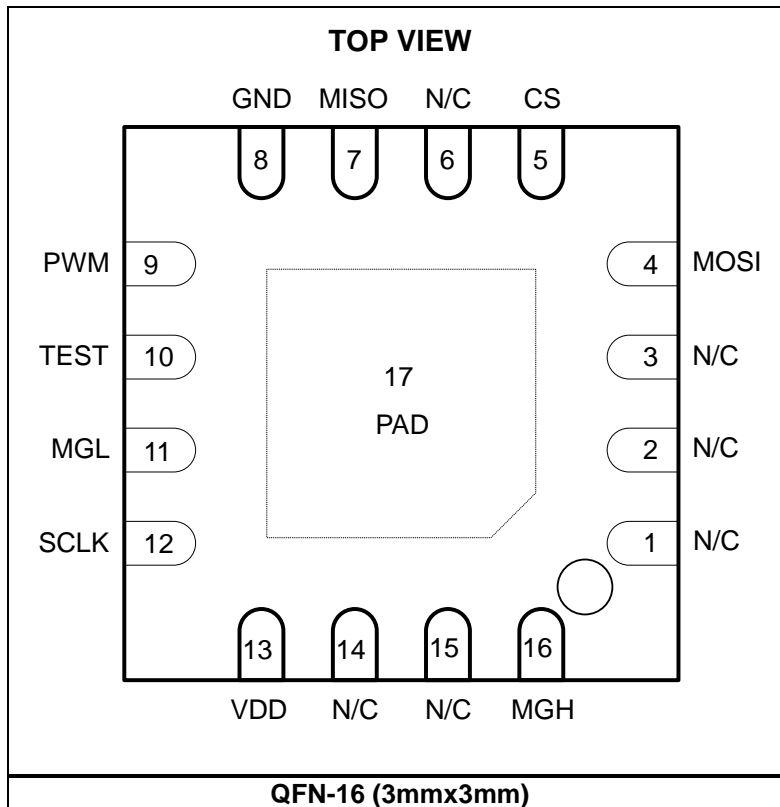 TOP VIEW
GND MISO N/C CS
8 7 6 5
PWM 9 4 MOSI
TEST 10 3 N/C
17
PAD
MGL 11 2 N/C
SCLK 12 1 N/C
13 14 15 16
VDD N/C N/C MGH
QFN-16 (3mmx3mm)